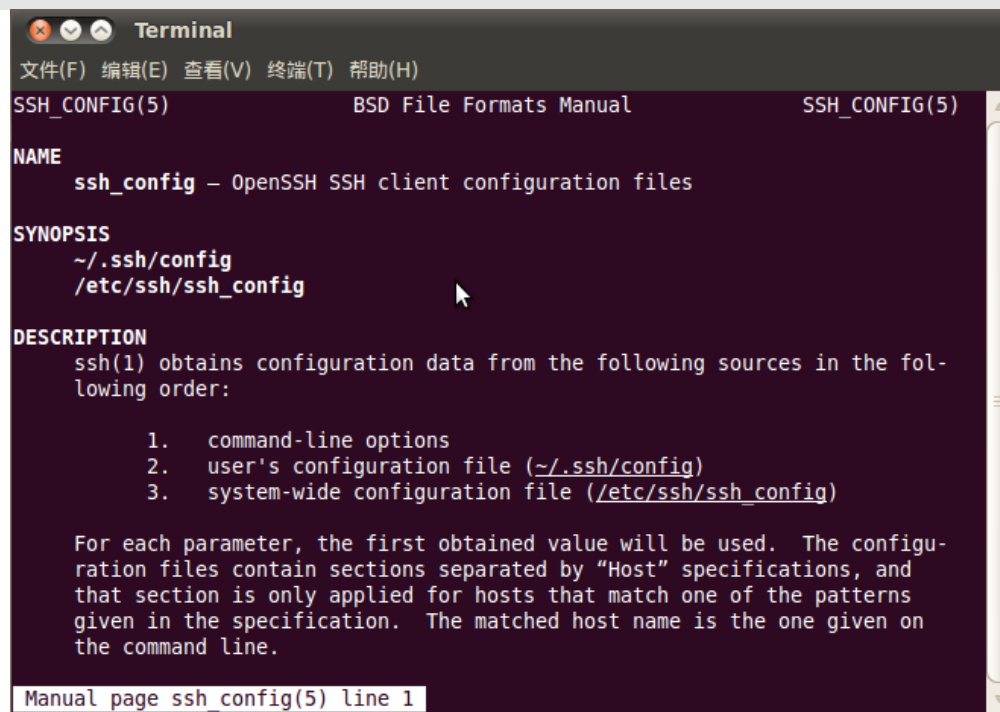 Terminal
文件(F) 编辑(E) 查看(V) 终端(T) 帮助(H)
SSH_CONFIG(5) BSD File Formats Manual SSH_CONFIG(5)
NAME
ssh_config — OpenSSH SSH client configuration files
SYNOPSIS
~/.ssh/config
/etc/ssh/ssh_config
DESCRIPTION
ssh(1) obtains configuration data from the following sources in the fol-
lowing order:
1. command-line options
2. user's configuration file (~/.ssh/config)
3. system-wide configuration file (/etc/ssh/ssh_config)
For each parameter, the first obtained value will be used. The configu-
ration files contain sections separated by “Host” specifications, and
that section is only applied for hosts that match one of the patterns
given in the specification. The matched host name is the one given on
the command line.
Manual page ssh_config(5) line 1